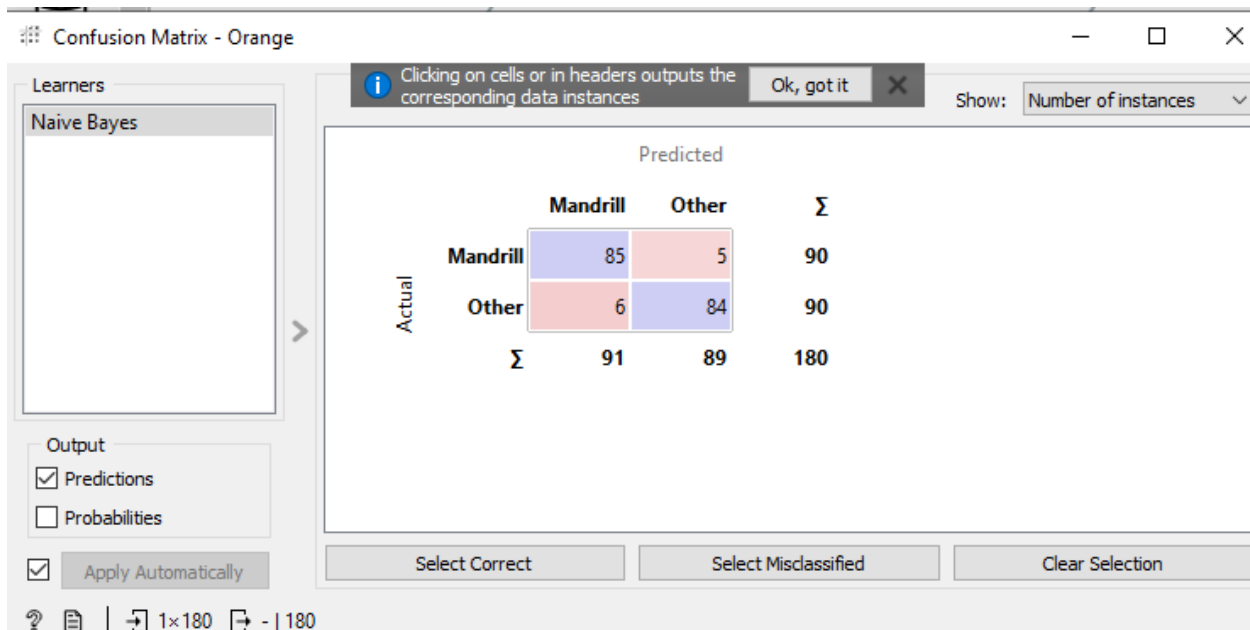 Confusion Matrix - Orange
Learners
Naive Bayes
Clicking on cells or in headers outputs the
corresponding data instances
Ok, got it
Show: Number of instances
Predicted
Mandrill Other Σ
Mandrill 85 5 90
Actual
Other 6 84 90
Σ 91 89 180
Output
Predictions
Probabilities
Apply Automatically
Select Correct
Select Misclassified
Clear Selection
? 1×180 - | 180